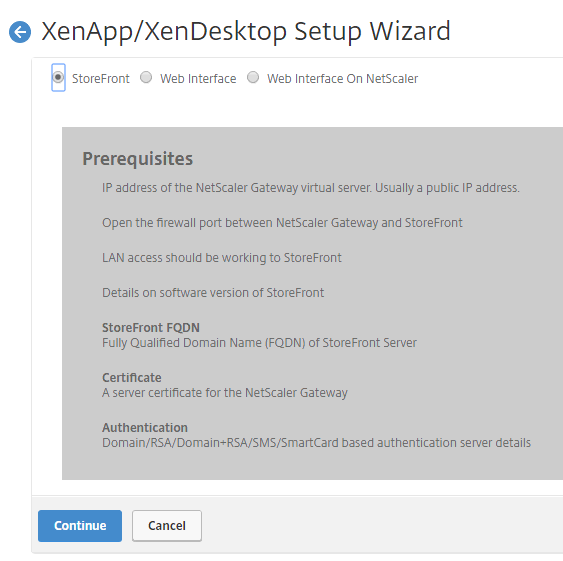 XenApp/XenDesktop Setup Wizard
StoreFront Web Interface Web Interface On NetScaler
Prerequisites
IP address of the NetScaler Gateway virtual server. Usually a public IP address.
Open the firewall port between NetScaler Gateway and StoreFront
LAN access should be working to StoreFront
Details on software version of StoreFront
StoreFront FQDN
Fully Qualified Domain Name (FQDN) of StoreFront Server
Certificate
A server certificate for the NetScaler Gateway
Authentication
Domain/RSA/Domain+RSA/SMS/SmartCard based authentication server details
Continue Cancel